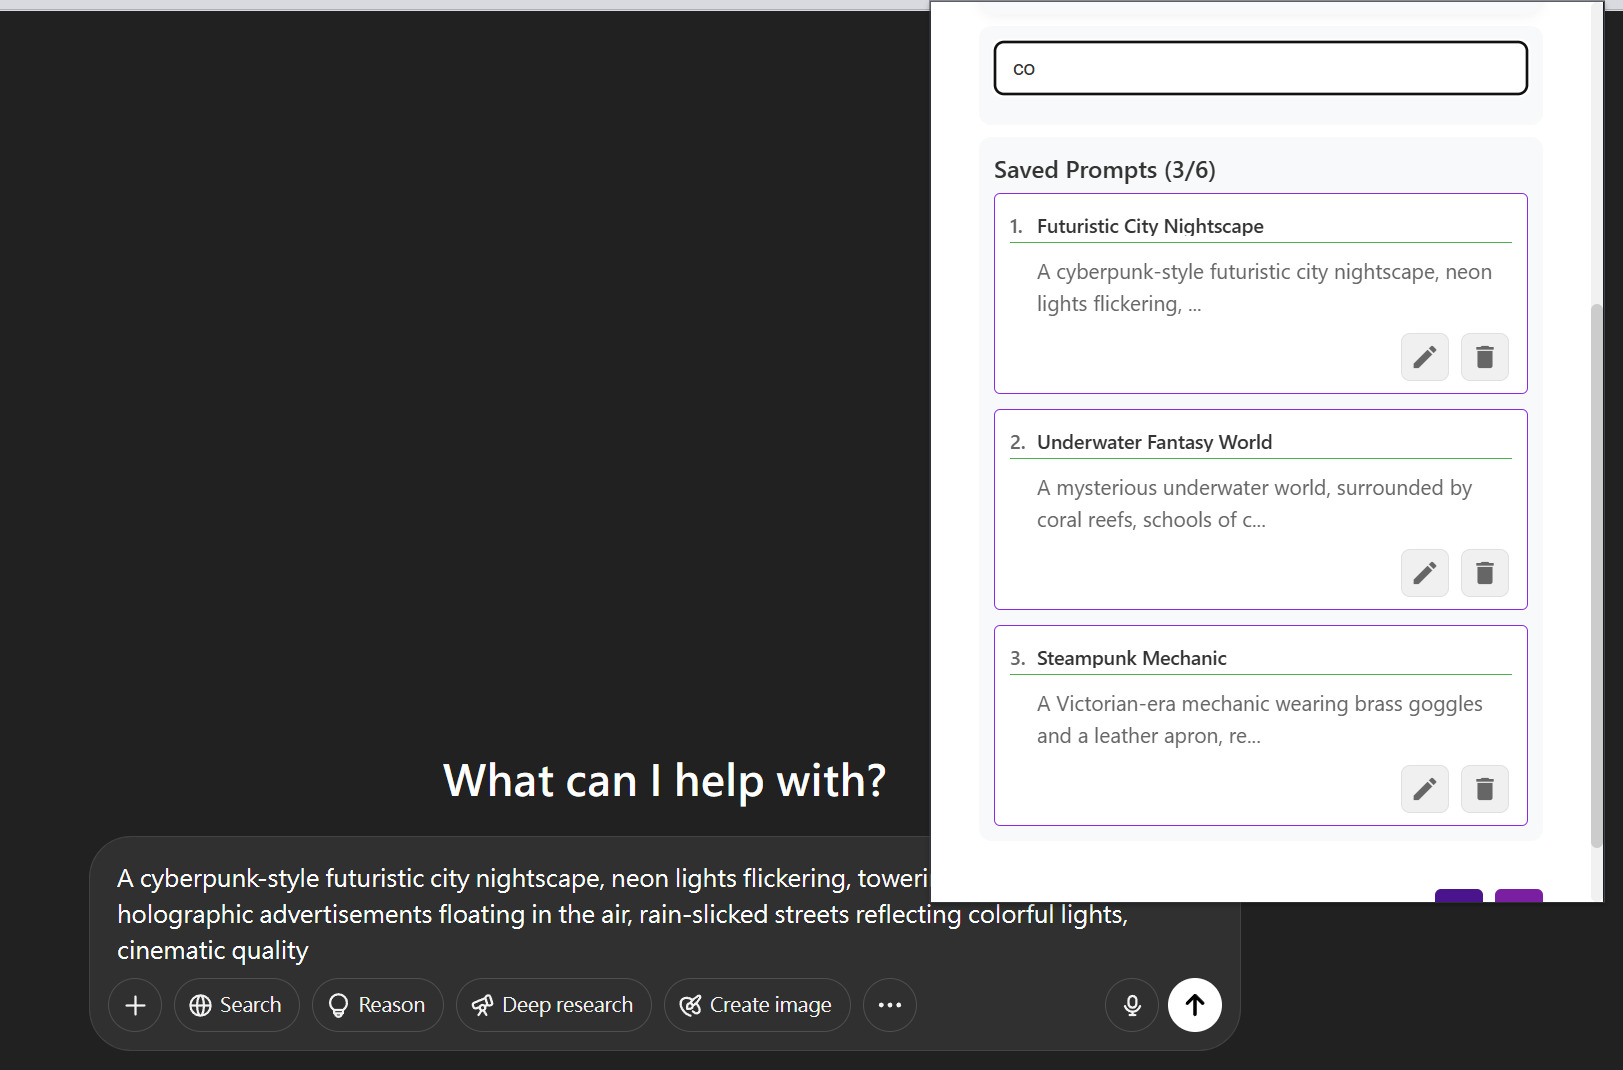 co
Saved Prompts (3/6)
1. Futuristic City Nightscape
A cyberpunk-style futuristic city nightscape, neon
lights flickering, ...
2. Underwater Fantasy World
A mysterious underwater world, surrounded by
coral reefs, schools of c...
3. Steampunk Mechanic
A Victorian-era mechanic wearing brass goggles
and a leather apron, re...
What can I help with?
A cyberpunk-style futuristic city nightscape, neon lights flickering, toweri
holographic advertisements floating in the air, rain-slicked streets reflecting colorful lights,
cinematic quality
Search Reason Deep research Create image